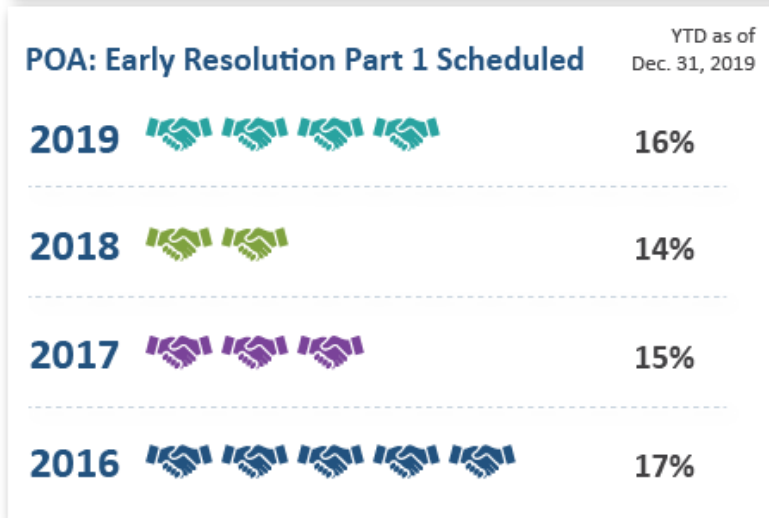 POA: Early Resolution Part 1 Scheduled
YTD as of
Dec. 31, 2019
2019 16%
2018 14%
2017 15%
2016 17%